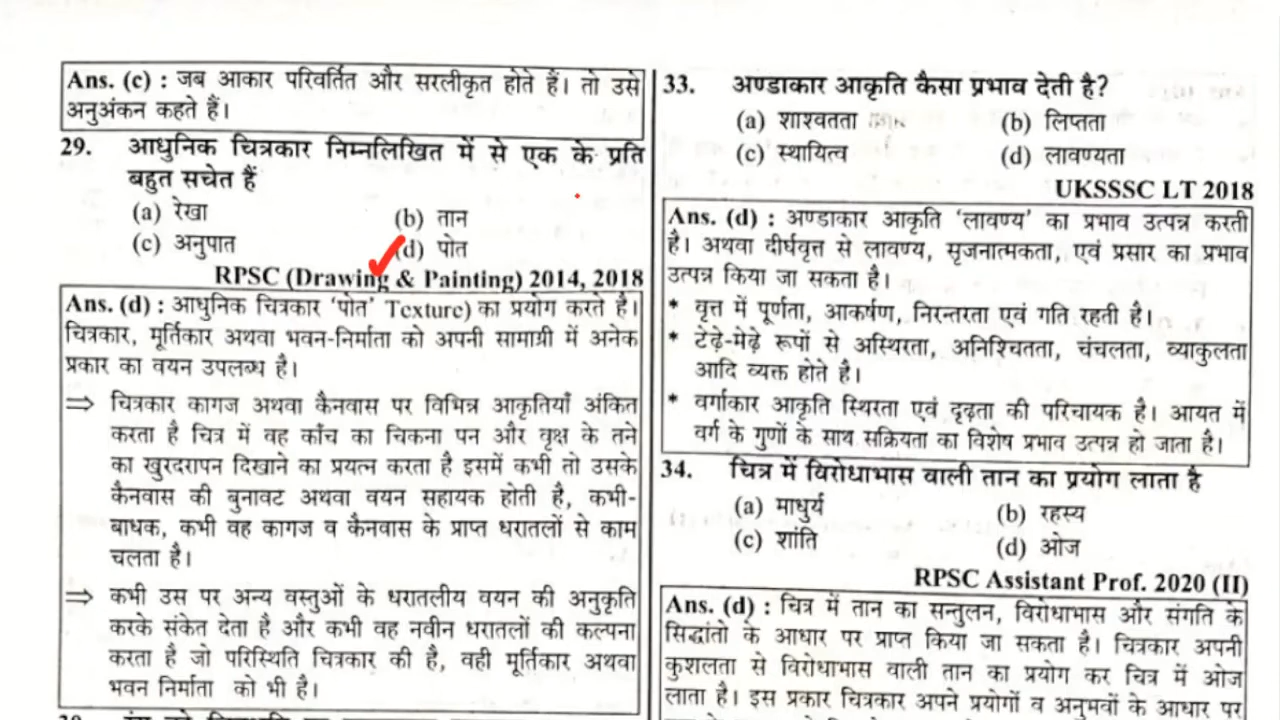 Ans. (c) : जब आकार परिवर्तित और सरलीकृत होते हैं। तो उसे
अनुअंकन कहते हैं।
29. आधुनिक चित्रकार निम्नलिखित में से एक के प्रति
बहुत सचेत हैं
(a) रेखा (b) तान
(c) अनुपात (d) पोत
RPSC (Drawing & Painting) 2014, 2018
Ans. (d) : आधुनिक चित्रकार 'पोत' Texture) का प्रयोग करते है।
चित्रकार, मूर्तिकार अथवा भवन-निर्माता को अपनी सामाग्री में अनेक
प्रकार का वयन उपलब्ध है।
⇒ चित्रकार कागज अथवा कैनवास पर विभिन्न आकृतियाँ अंकित
करता है चित्र में वह काँच का चिकना पन और वृक्ष के तने
का खुरदरापन दिखाने का प्रयत्न करता है इसमें कभी तो उसके
कैनवास की बुनावट अथवा वयन सहायक होती है, कभी-
बाधक, कभी वह कागज व कैनवास के प्राप्त धरातलों से काम
चलता है।
⇒ कभी उस पर अन्य वस्तुओं के धरातलीय वयन की अनुकृति
करके संकेत देता है और कभी वह नवीन धरातलों की कल्पना
करता है जो परिस्थिति चित्रकार की है, वही मूर्तिकार अथवा
भवन निर्माता को भी है।
33. अण्डाकार आकृति कैसा प्रभाव देती है?
(a) शाश्वतता (b) लिप्तता
(c) स्थायित्व (d) लावण्यता
UKSSSC LT 2018
Ans. (d) : अण्डाकार आकृति 'लावण्य' का प्रभाव उत्पन्न करती
है। अथवा दीर्घवृत्त से लावण्य, सृजनात्मकता, एवं प्रसार का प्रभाव
उत्पन्न किया जा सकता है।
* वृत्त में पूर्णता, आकर्षण, निरन्तरता एवं गति रहती है।
* टेढ़े-मेढ़े रूपों से अस्थिरता, अनिश्चितता, चंचलता, व्याकुलता
आदि व्यक्त होते है।
* वर्गाकार आकृति स्थिरता एवं दृढ़ता की परिचायक है। आयत में
वर्ग के गुणों के साथ सक्रियता का विशेष प्रभाव उत्पन्न हो जाता है।
34. चित्र में विरोधाभास वाली तान का प्रयोग लाता है
(a) माधुर्य (b) रहस्य
(c) शांति (d) ओज
RPSC Assistant Prof. 2020 (II)
Ans. (d) : चित्र में तान का सन्तुलन, विरोधाभास और संगति के
सिद्धांतो के आधार पर प्राप्त किया जा सकता है। चित्रकार अपनी
कुशलता से विरोधाभास वाली तान का प्रयोग कर चित्र में ओज
लाता है। इस प्रकार चित्रकार अपने प्रयोगों व अनुभवों के आधार पर